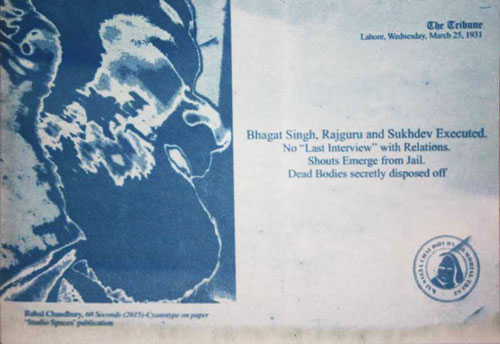 The Tribune
Lahore, Wednesday, March 25, 1931
Bhagat Singh, Rajguru and Sukhdev Executed.
No "Last Interview" with Relations.
Shouts Emerge from Jail.
Dead Bodies secretly disposed off
Rahul Chaudhury, 60 Seconds (2015)-Cyanotype on paper
'Studio Spaces' publication